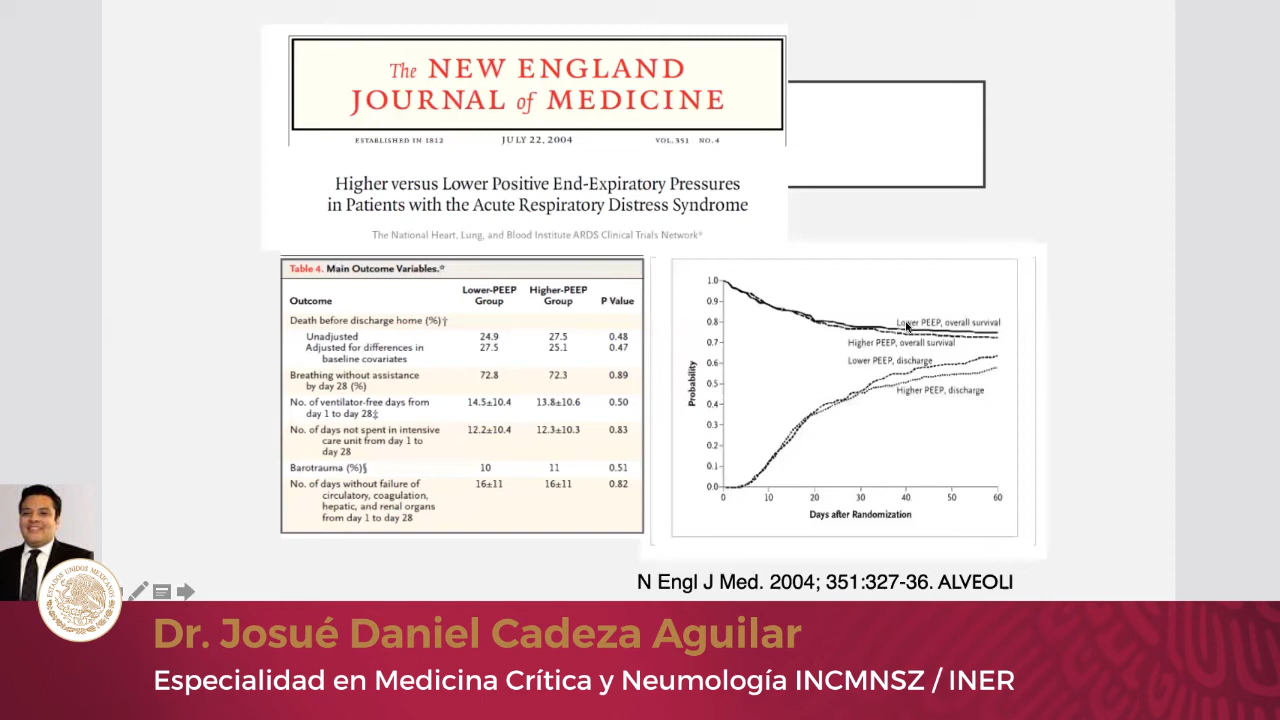 The NEW ENGLAND
JOURNAL of MEDICINE
ESTABLISHED IN 1812 JULY 22, 2004 VOL. 351 NO. 4
Higher versus Lower Positive End-Expiratory Pressures
in Patients with the Acute Respiratory Distress Syndrome
The National Heart, Lung, and Blood Institute ARDS Clinical Trials Network*
Table 4. Main Outcome Variables.*
Outcome Lower-PEEP Group Higher-PEEP Group P Value
Death before discharge home (%)†
Unadjusted 24.9 27.5 0.48
Adjusted for differences in 27.5 25.1 0.47
baseline covariates
Breathing without assistance 72.8 72.3 0.89
by day 28 (%)
No. of ventilator-free days from 14.5±10.4 13.8±10.6 0.50
day 1 to day 28‡
No. of days not spent in intensive 12.2±10.4 12.3±10.3 0.83
care unit from day 1 to
day 28
Barotrauma (%)§ 10 11 0.51
No. of days without failure of 16±11 16±11 0.82
circulatory, coagulation,
hepatic, and renal organs
from day 1 to day 28
1.0
0.9
0.8
0.7
0.6
0.5
0.4
0.3
0.2
0.1
0.0
Probability
Lower PEEP, overall survival
Higher PEEP, overall survival
Lower PEEP, discharge
Higher PEEP, discharge
0 10 20 30 40 50 60
Days after Randomization
N Engl J Med. 2004; 351:327-36. ALVEOLI
ESTADOS UNIDOS MEXICANOS
Dr. Josué Daniel Cadeza Aguilar
Especialidad en Medicina Crítica y Neumología INCMNSZ / INER